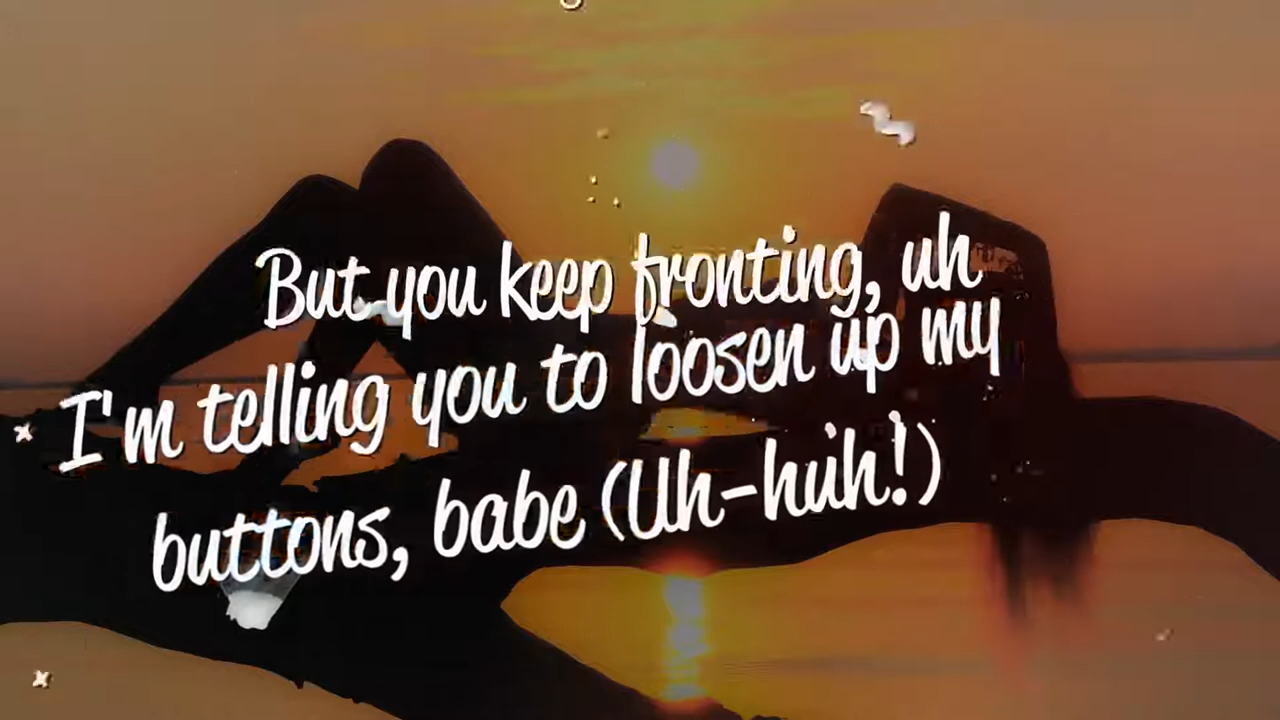 But you keep fronting, uh
I'm telling you to loosen up my
buttons, babe (Uh-huh!)